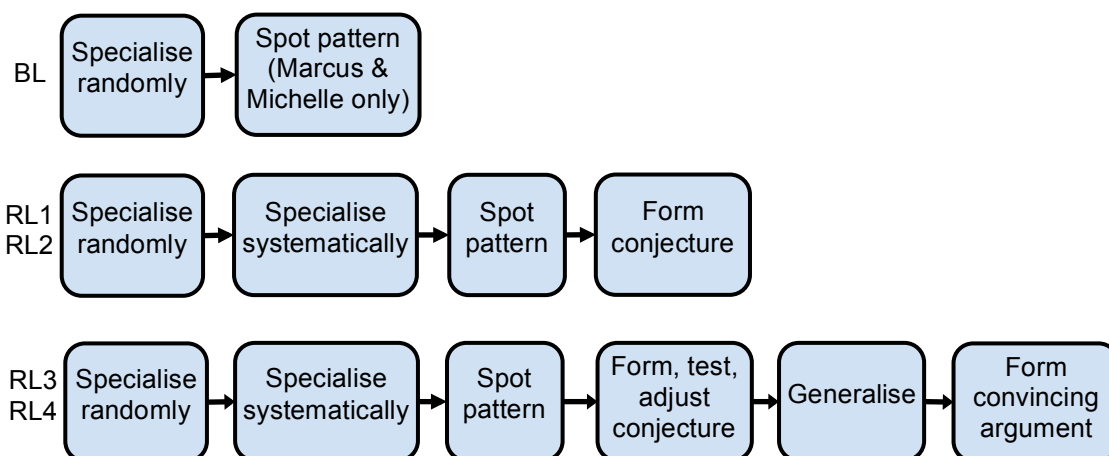 BL
Specialise
randomly
Spot pattern
(Marcus &
Michelle only)
RL1
RL2
Specialise
randomly
Specialise
systematically
Spot
pattern
Form
conjecture
RL3
RL4
Specialise
randomly
Specialise
systematically
Spot
pattern
Form, test,
adjust
conjecture
Generalise
Form
convincing
argument